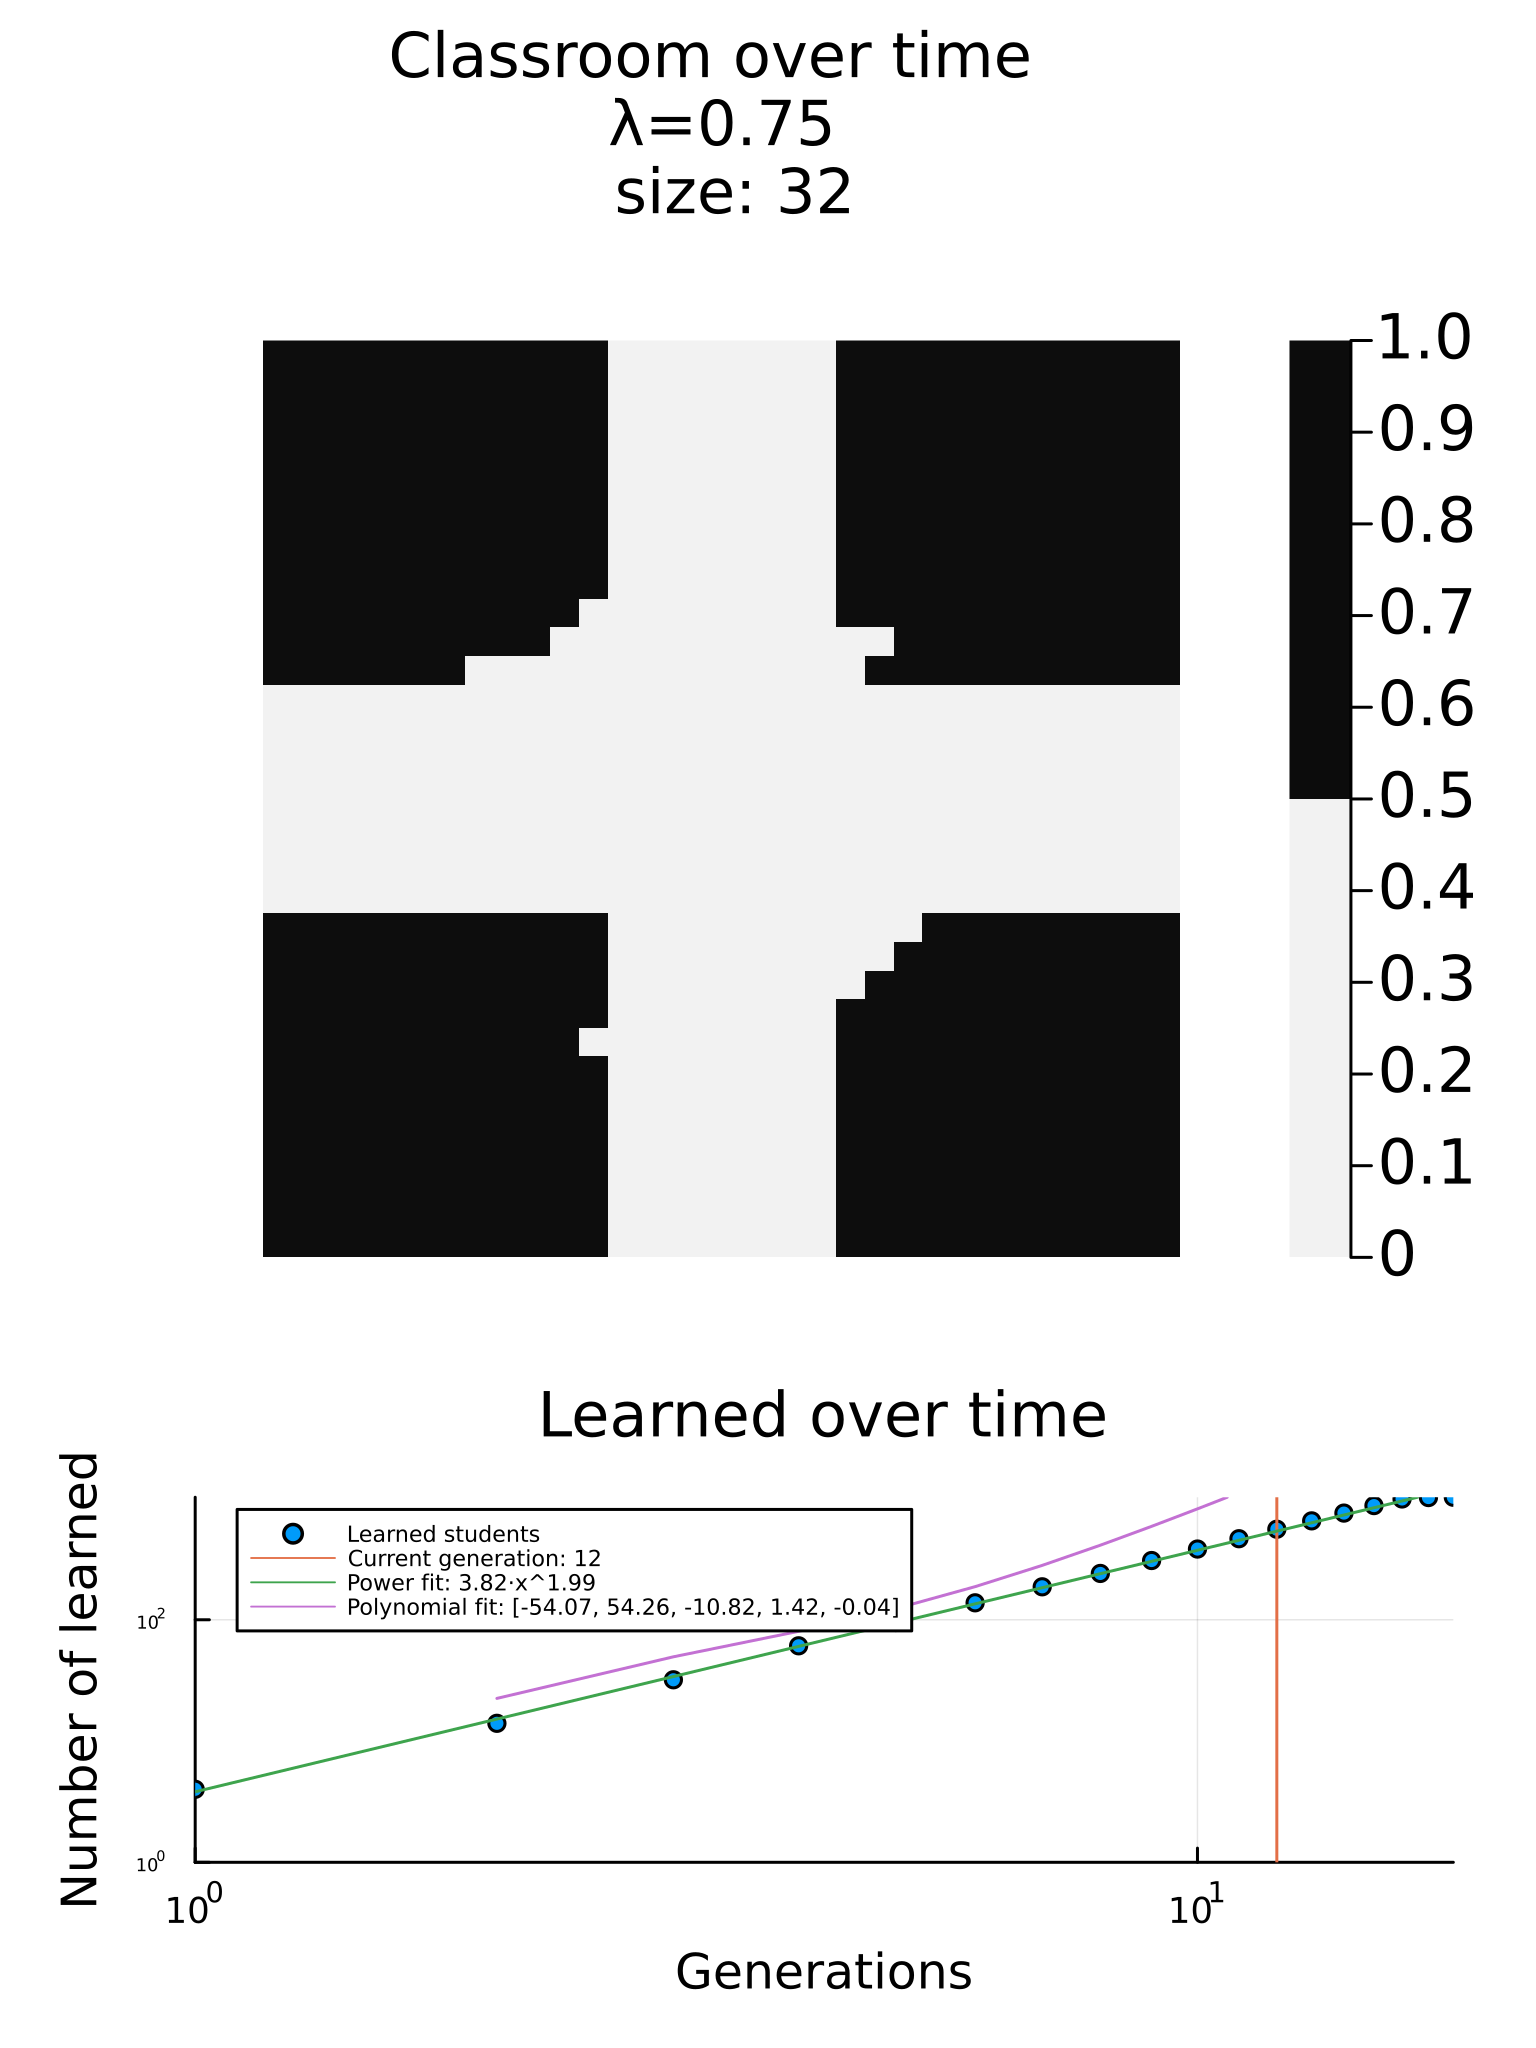 Classroom over time
λ=0.75
size: 32
1.0
0.9
0.8
0.7
0.6
0.5
0.4
0.3
0.2
0.1
0
Learned over time
Number of learned
Learned students
Current generation: 12
Power fit: 3.82·x^1.99
Polynomial fit: [-54.07, 54.26, -10.82, 1.42, -0.04]
10²
10⁰
10⁰ 10¹
Generations